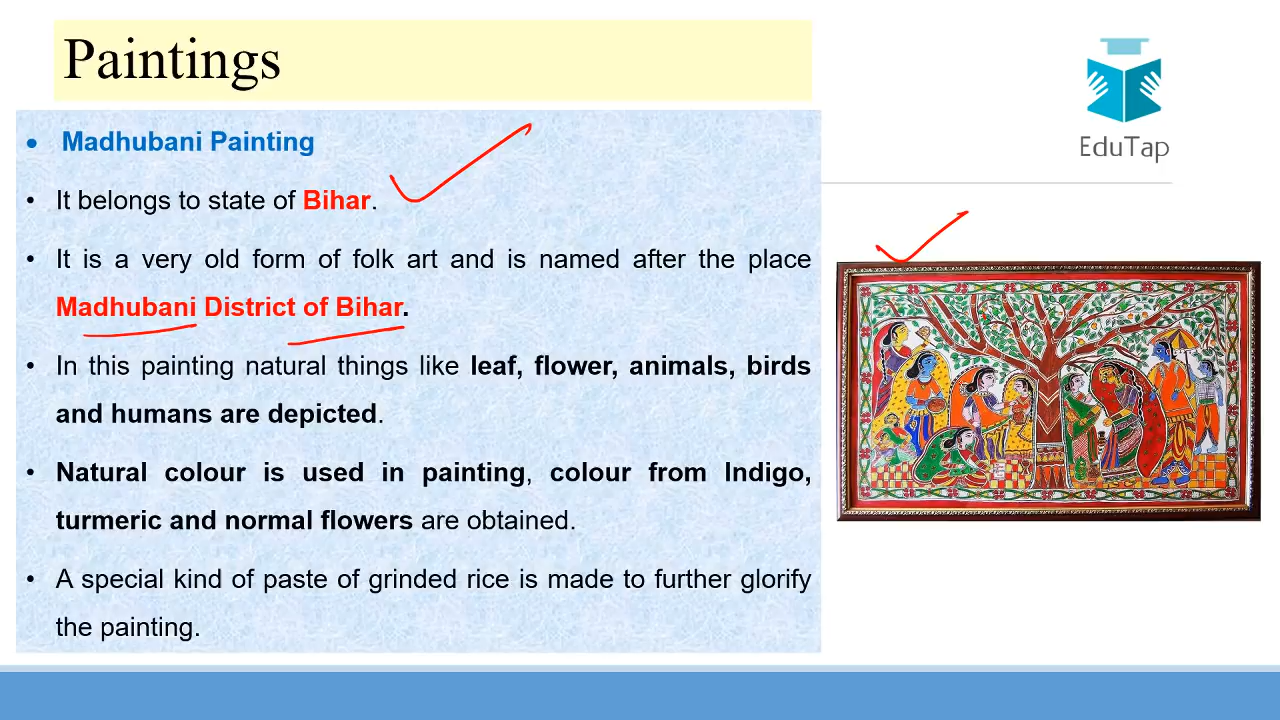 Paintings
EduTap
• Madhubani Painting
• It belongs to state of Bihar.
• It is a very old form of folk art and is named after the place
Madhubani District of Bihar.
• In this painting natural things like leaf, flower, animals, birds
and humans are depicted.
• Natural colour is used in painting, colour from Indigo,
turmeric and normal flowers are obtained.
• A special kind of paste of grinded rice is made to further glorify
the painting.